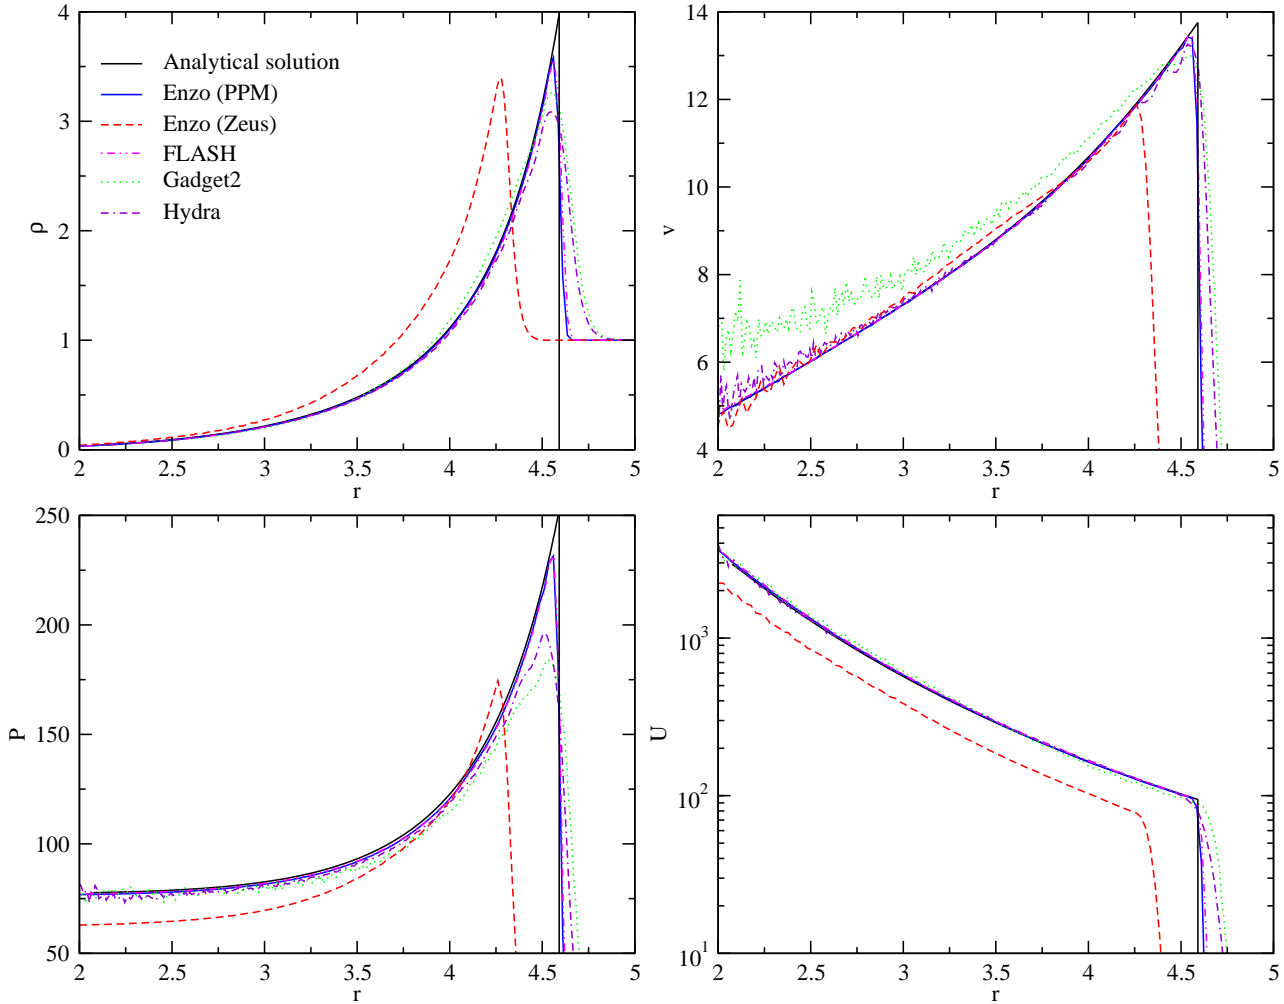 4
3
2
1
0
ρ
Analytical solution
Enzo (PPM)
Enzo (Zeus)
FLASH
Gadget2
Hydra
2 2.5 3 3.5 4 4.5 5
r
14
12
10
8
6
4
v
2 2.5 3 3.5 4 4.5 5
r
250
200
150
100
50
P
2 2.5 3 3.5 4 4.5 5
r
10^3
10^2
10^1
U
2 2.5 3 3.5 4 4.5 5
r